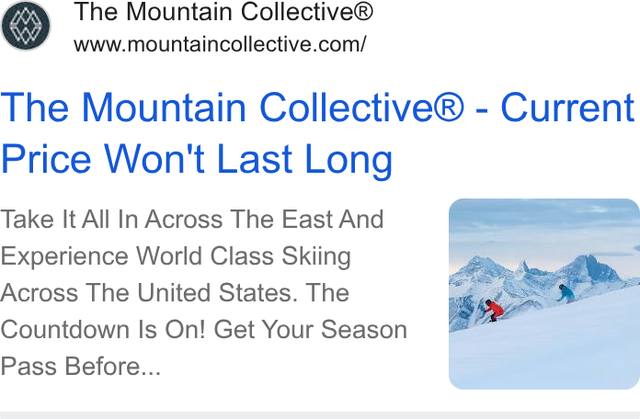 The Mountain Collective®
www.mountaincollective.com/
The Mountain Collective® - Current
Price Won't Last Long
Take It All In Across The East And
Experience World Class Skiing
Across The United States. The
Countdown Is On! Get Your Season
Pass Before...